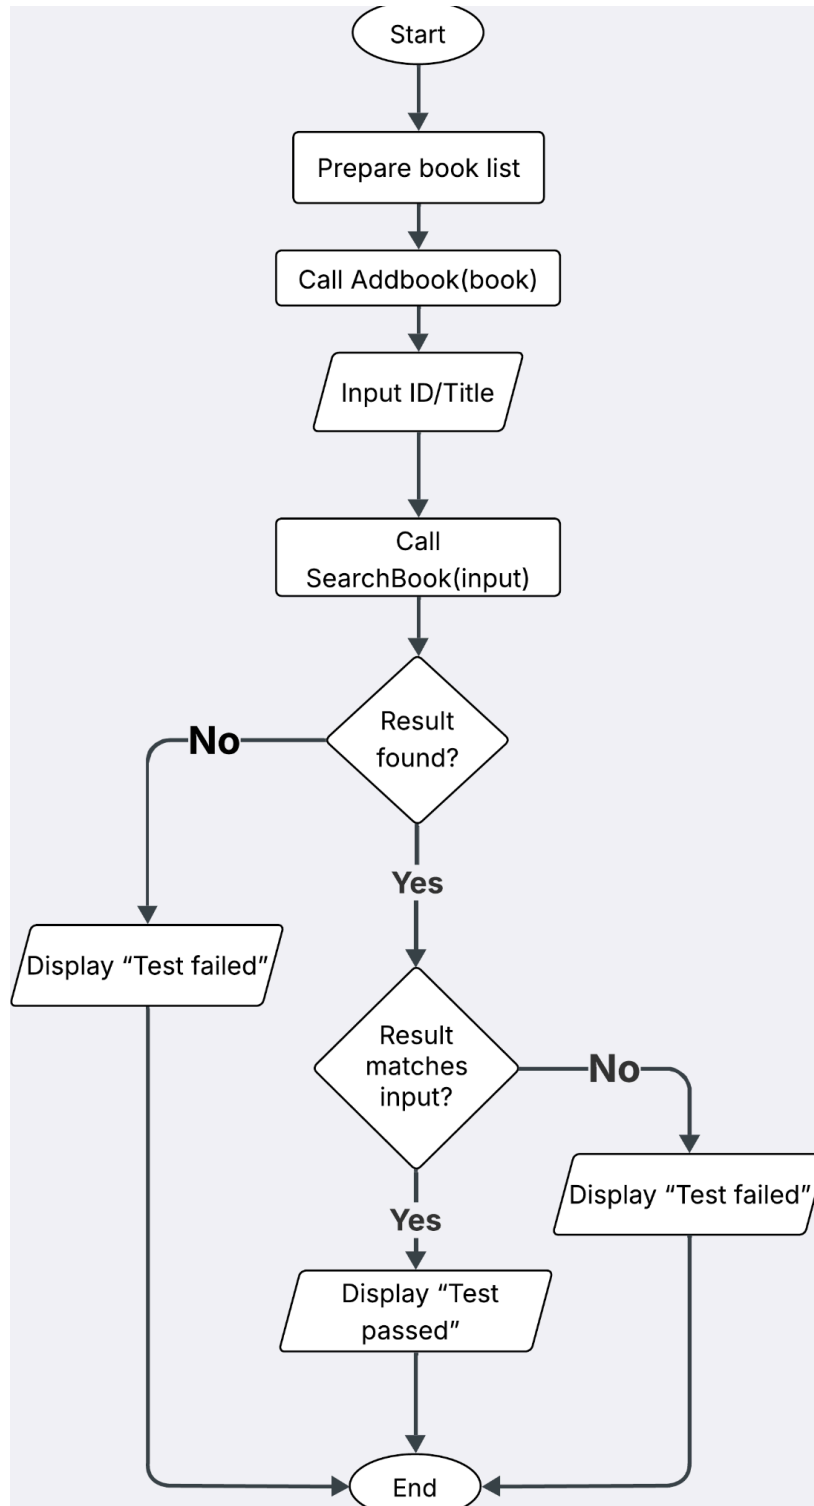 Start
Prepare book list
Call Addbook(book)
Input ID/Title
Call
SearchBook(input)
Result
found?
No
Yes
Display “Test failed”
Result
matches
input?
No
Display “Test failed”
Yes
Display “Test
passed”
End